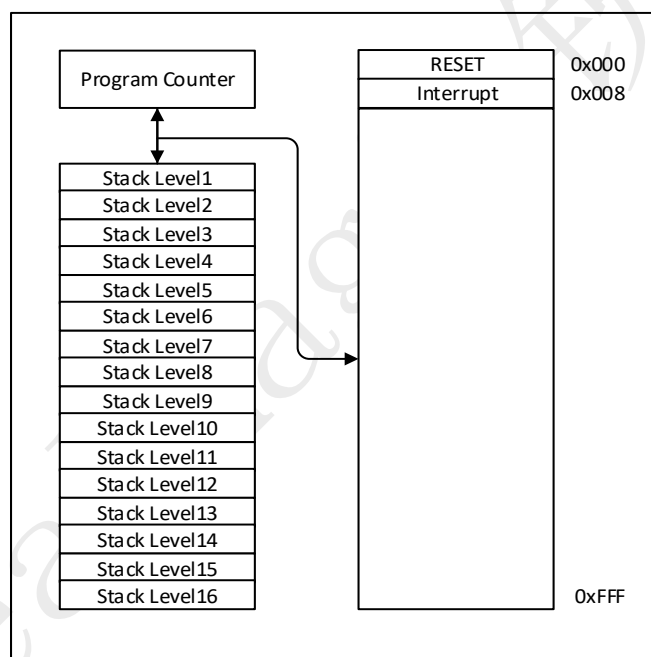 Program Counter
Stack Level1
Stack Level2
Stack Level3
Stack Level4
Stack Level5
Stack Level6
Stack Level7
Stack Level8
Stack Level9
Stack Level10
Stack Level11
Stack Level12
Stack Level13
Stack Level14
Stack Level15
Stack Level16
RESET 0x000
Interrupt 0x008
0xFFF